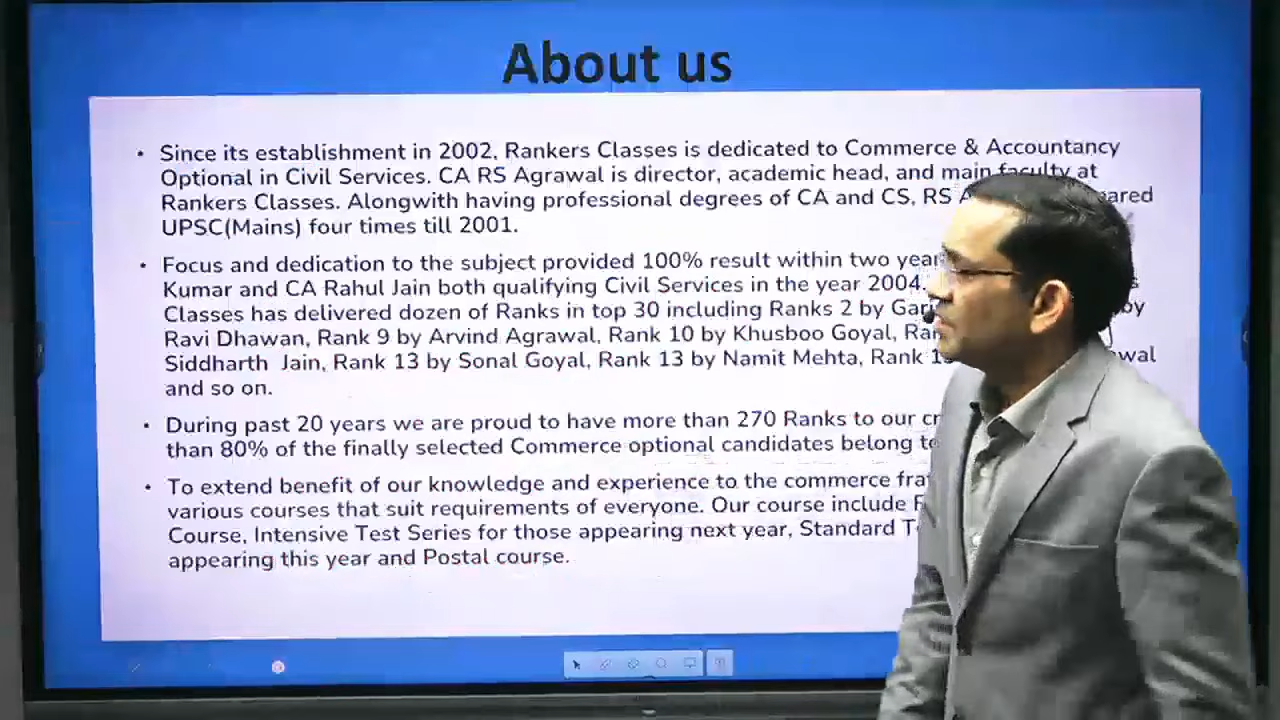 About us
• Since its establishment in 2002, Rankers Classes is dedicated to Commerce & Accountancy
Optional in Civil Services. CA RS Agrawal is director, academic head, and main faculty at
Rankers Classes. Alongwith having professional degrees of CA and CS, RS A ared
UPSC(Mains) four times till 2001.
• Focus and dedication to the subject provided 100% result within two year
Kumar and CA Rahul Jain both qualifying Civil Services in the year 2004.
Classes has delivered dozen of Ranks in top 30 including Ranks 2 by Gar by
Ravi Dhawan, Rank 9 by Arvind Agrawal, Rank 10 by Khusboo Goyal, Ran
Siddharth Jain, Rank 13 by Sonal Goyal, Rank 13 by Namit Mehta, Rank 1 wal
and so on.
• During past 20 years we are proud to have more than 270 Ranks to our cr
than 80% of the finally selected Commerce optional candidates belong to
• To extend benefit of our knowledge and experience to the commerce frat
various courses that suit requirements of everyone. Our course include F
Course, Intensive Test Series for those appearing next year, Standard T
appearing this year and Postal course.